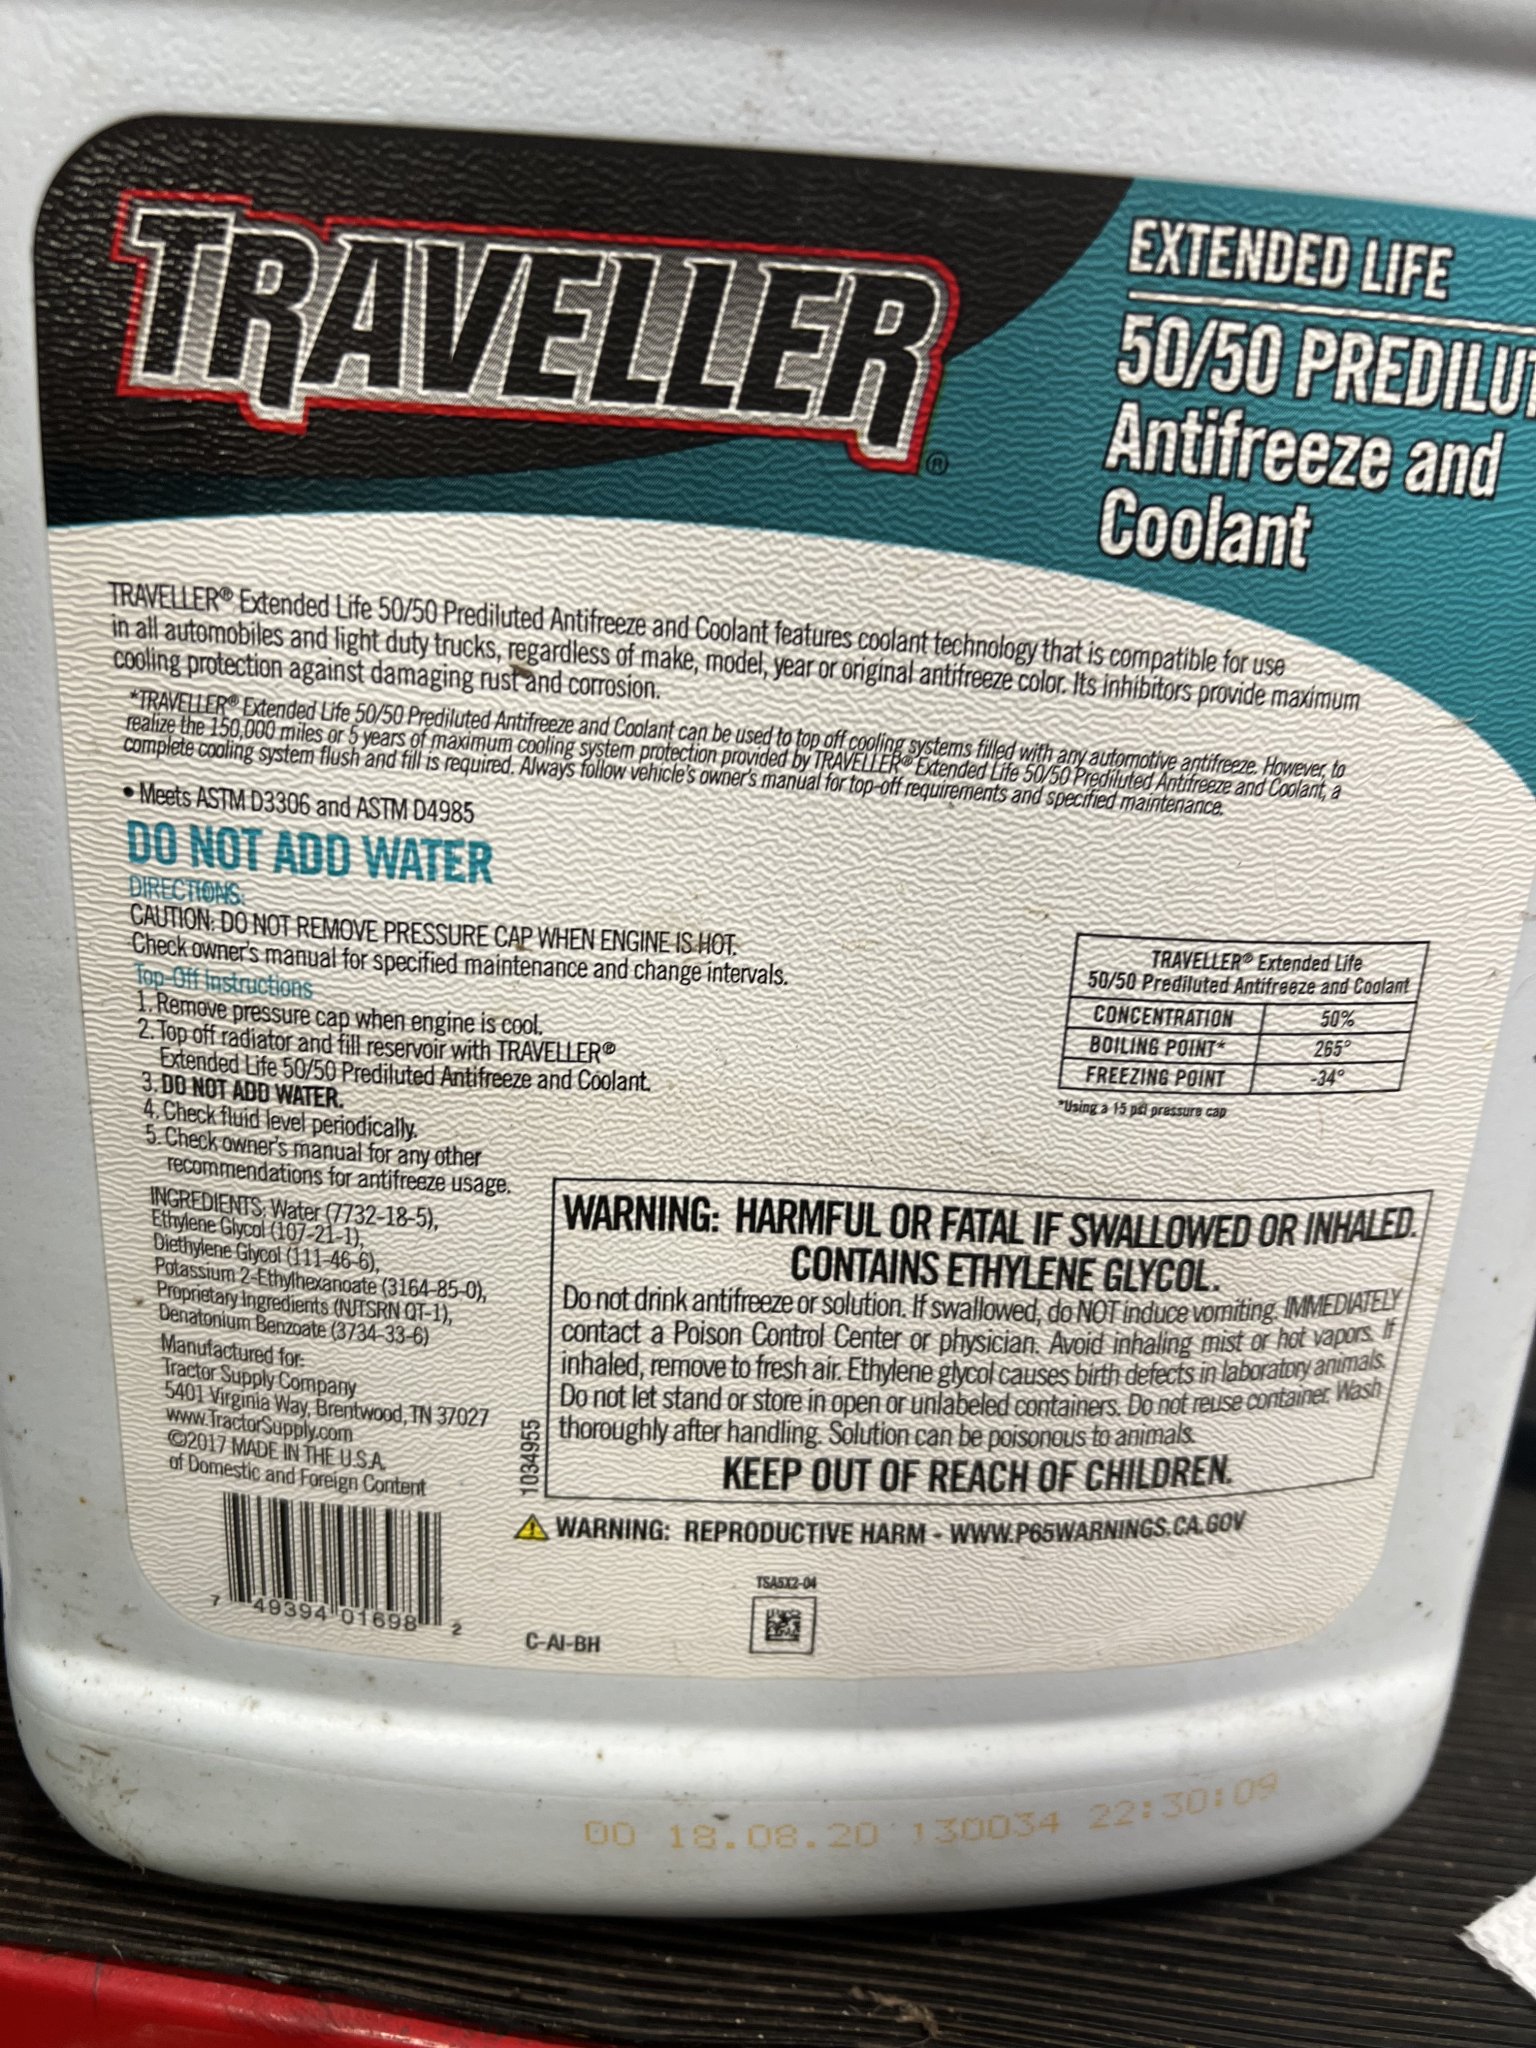 TRAVELLER®
EXTENDED LIFE
50/50 PREDILUT
Antifreeze and
Coolant
TRAVELLER® Extended Life 50/50 Prediluted Antifreeze and Coolant features coolant technology that is compatible for use
in all automobiles and light duty trucks, regardless of make, model, year or original antifreeze color. Its inhibitors provide maximum
cooling protection against damaging rust and corrosion.
*TRAVELLER® Extended Life 50/50 Prediluted Antifreeze and Coolant can be used to top off cooling systems filled with any automotive antifreeze. However, to
realize the 150,000 miles or 5 years of maximum cooling system protection provided by TRAVELLER® Extended Life 50/50 Prediluted Antifreeze and Coolant, a
complete cooling system flush and fill is required. Always follow vehicle's owner's manual for top-off requirements and specified maintenance.
• Meets ASTM D3306 and ASTM D4985
DO NOT ADD WATER
DIRECTIONS:
CAUTION: DO NOT REMOVE PRESSURE CAP WHEN ENGINE IS HOT.
Check owner's manual for specified maintenance and change intervals.
Top-Off Instructions
1. Remove pressure cap when engine is cool.
2. Top off radiator and fill reservoir with TRAVELLER®
Extended Life 50/50 Prediluted Antifreeze and Coolant.
3. DO NOT ADD WATER.
4. Check fluid level periodically.
5. Check owner's manual for any other
recommendations for antifreeze usage.
TRAVELLER® Extended Life
50/50 Prediluted Antifreeze and Coolant
CONCENTRATION 50%
BOILING POINT* 265°
FREEZING POINT -34°
*Using a 15 psi pressure cap
INGREDIENTS: Water (7732-18-5),
Ethylene Glycol (107-21-1),
Diethylene Glycol (111-46-6),
Potassium 2-Ethylhexanoate (3164-85-0),
Proprietary Ingredients (NJTSRN QT-1),
Denatonium Benzoate (3734-33-6)
Manufactured for:
Tractor Supply Company
5401 Virginia Way, Brentwood, TN 37027
www.TractorSupply.com
©2017 MADE IN THE U.S.A.
of Domestic and Foreign Content
1034955
WARNING: HARMFUL OR FATAL IF SWALLOWED OR INHALED.
CONTAINS ETHYLENE GLYCOL.
Do not drink antifreeze or solution. If swallowed, do NOT induce vomiting. IMMEDIATELY
contact a Poison Control Center or physician. Avoid inhaling mist or hot vapors. If
inhaled, remove to fresh air. Ethylene glycol causes birth defects in laboratory animals.
Do not let stand or store in open or unlabeled containers. Do not reuse container. Wash
thoroughly after handling. Solution can be poisonous to animals.
KEEP OUT OF REACH OF CHILDREN.
WARNING: REPRODUCTIVE HARM - WWW.P65WARNINGS.CA.GOV
7 49394 01698 2
C-AI-BH
TSA5X2-04
00 18.08.20 130034 22:30:09